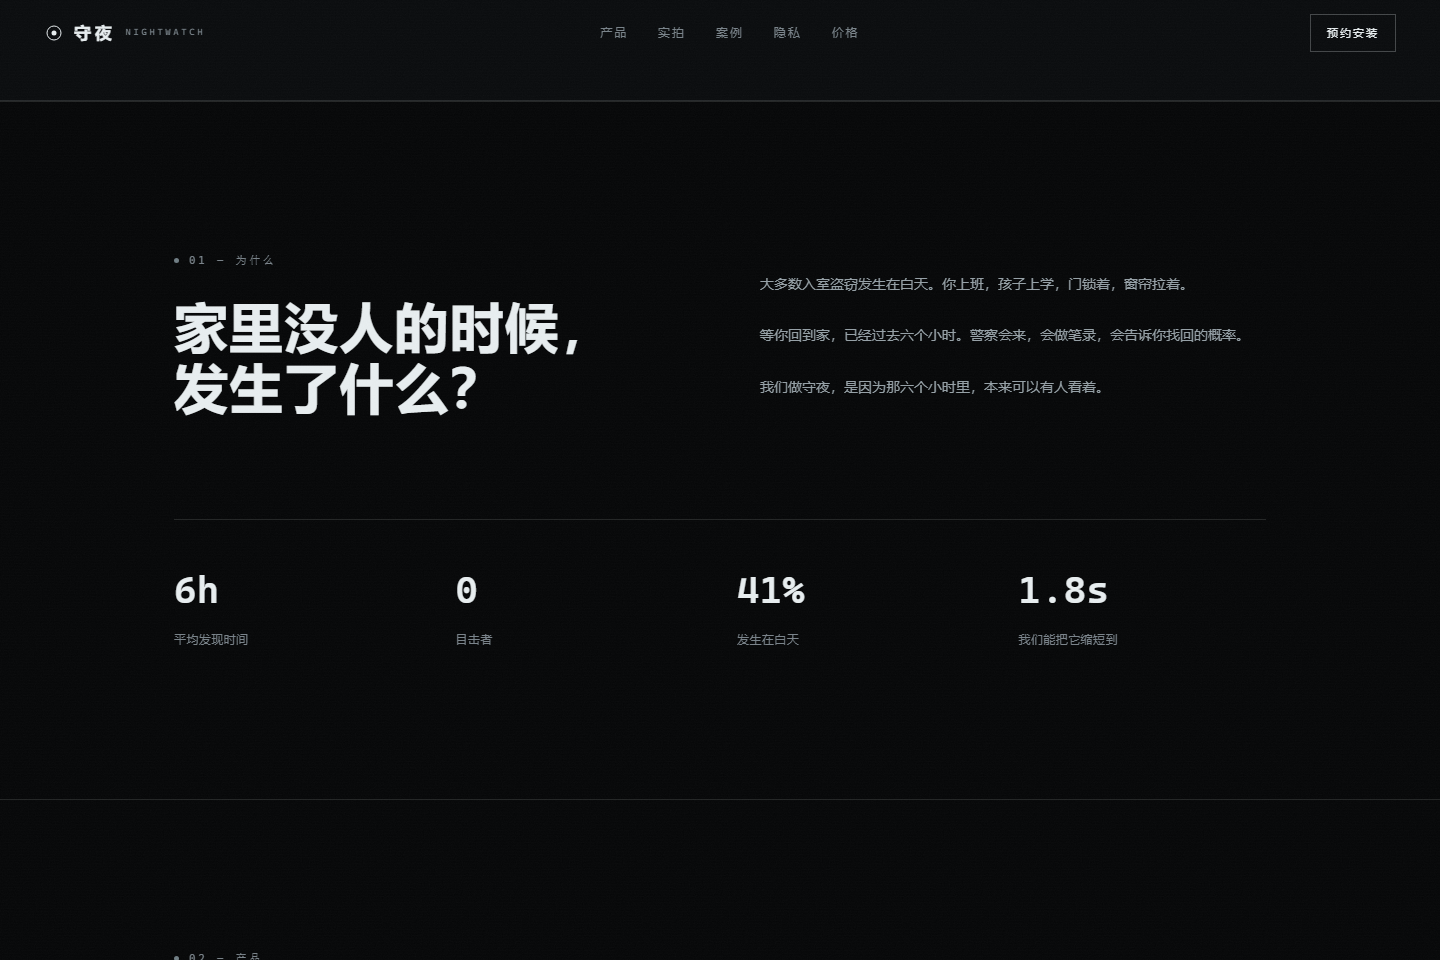 守夜 NIGHTWATCH
产品 实拍 案例 隐私 价格
预约安装
01 — 为什么
家里没人的时候，
发生了什么？
大多数入室盗窃发生在白天。你上班，孩子上学，门锁着，窗帘拉着。
等你回到家，已经过去六个小时。警察会来，会做笔录，会告诉你找回的概率。
我们做守夜，是因为那六个小时里，本来可以有人看着。
6h
平均发现时间
0
目击者
41%
发生在白天
1.8s
我们能把它缩短到
02 — 产品